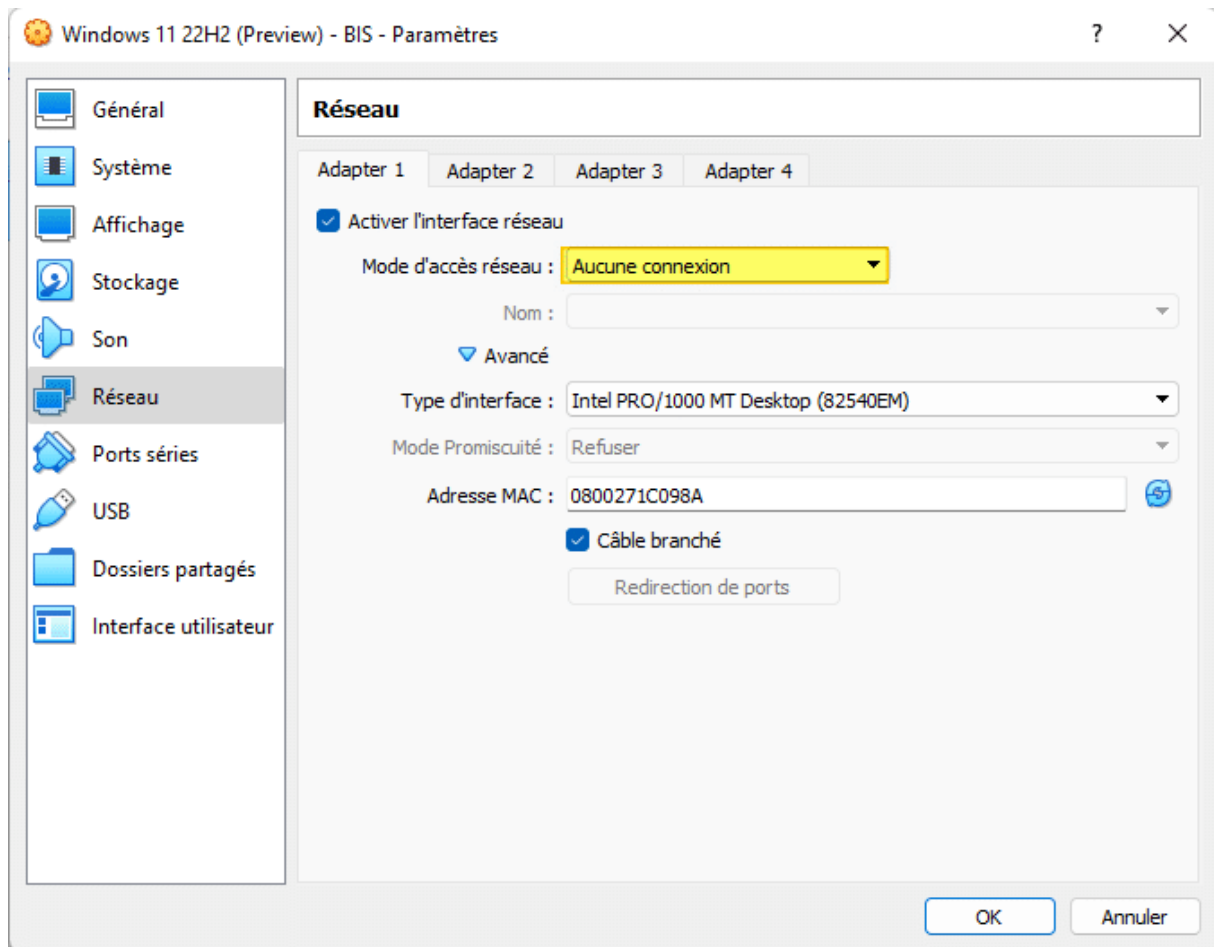 Windows 11 22H2 (Preview) - BIS - Paramètres
?
Général
Système
Affichage
Stockage
Son
Réseau
Ports séries
USB
Dossiers partagés
Interface utilisateur
Réseau
Adapter 1 Adapter 2 Adapter 3 Adapter 4
Activer l'interface réseau
Mode d'accès réseau : Aucune connexion
Nom :
Avancé
Type d'interface : Intel PRO/1000 MT Desktop (82540EM)
Mode Promiscuité : Refuser
Adresse MAC : 0800271C098A
Câble branché
Redirection de ports
OK Annuler